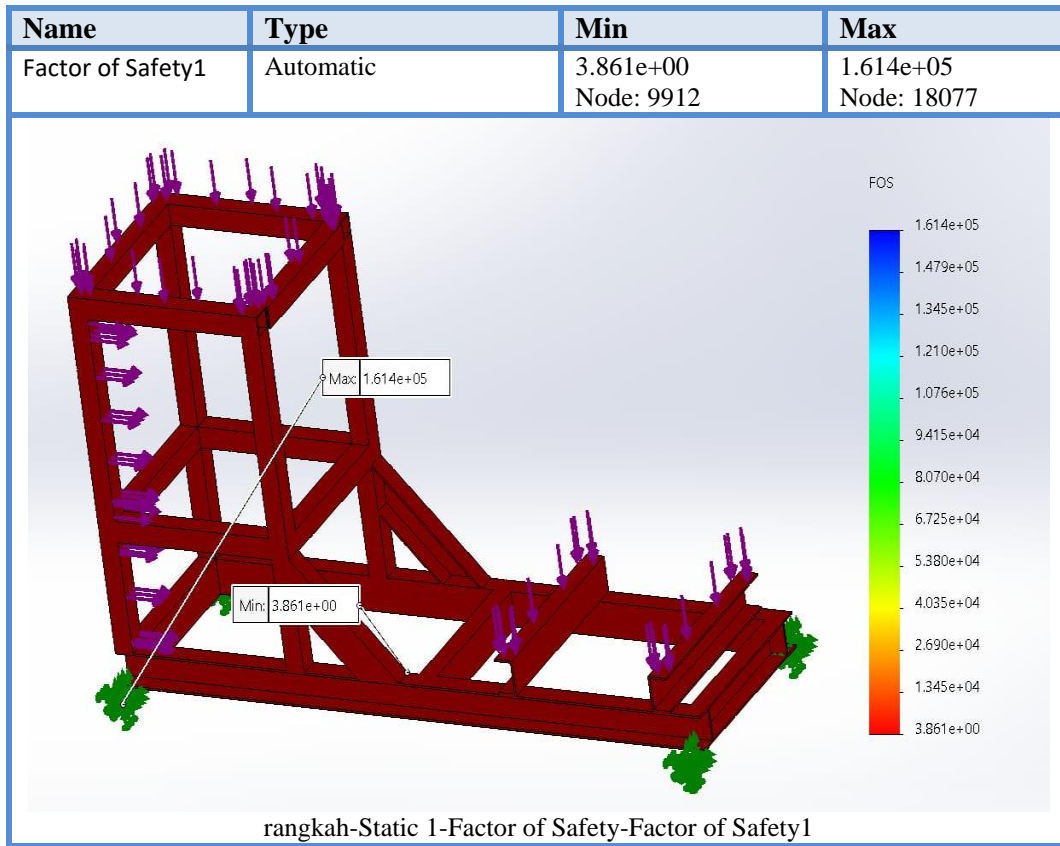 Name Type Min Max
Factor of Safety1 Automatic 3.861e+00 1.614e+05
Node: 9912 Node: 18077
FOS
1.614e+05
1.479e+05
1.345e+05
1.210e+05
1.076e+05
9.415e+04
8.070e+04
6.725e+04
5.380e+04
4.035e+04
2.690e+04
1.345e+04
3.861e+00
Max: 1.614e+05
Min: 3.861e+00
rangkah-Static 1-Factor of Safety-Factor of Safety1